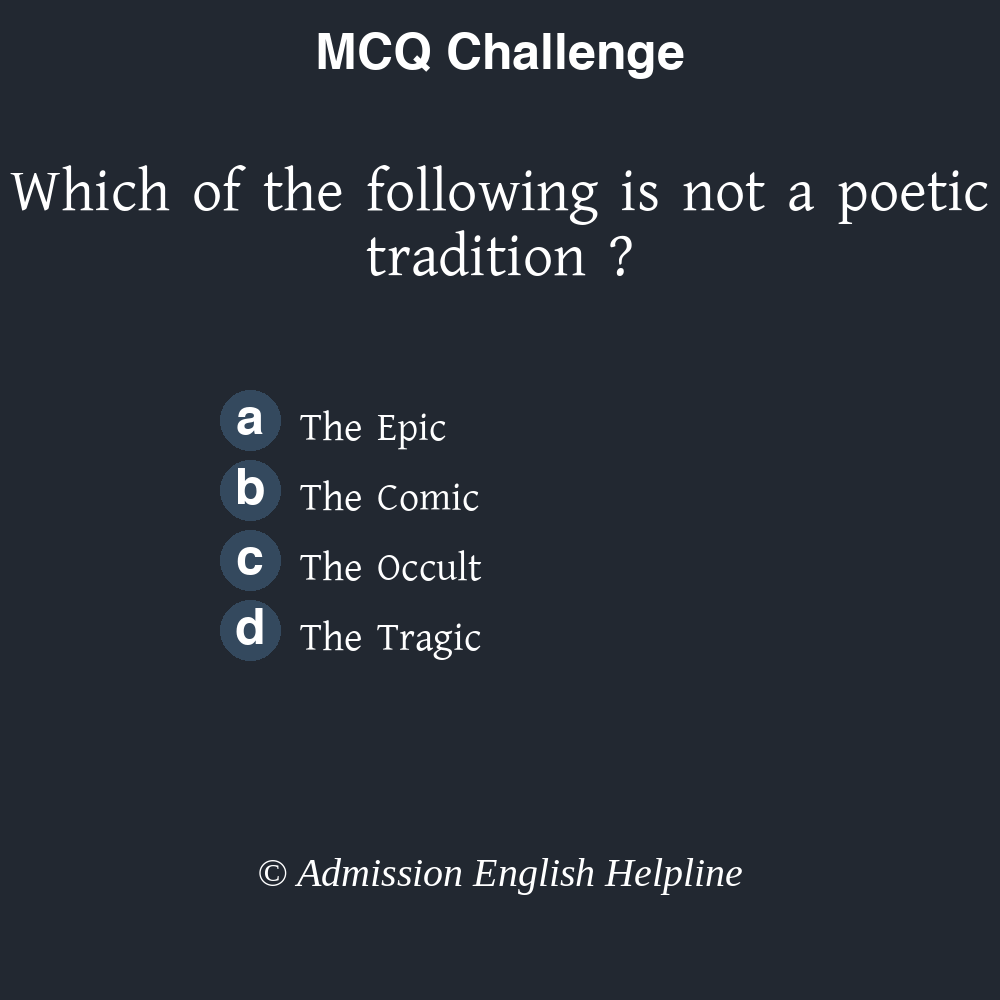 MCQ Challenge
Which of the following is not a poetic
tradition ?
a The Epic
b The Comic
c The Occult
d The Tragic
© Admission English Helpline